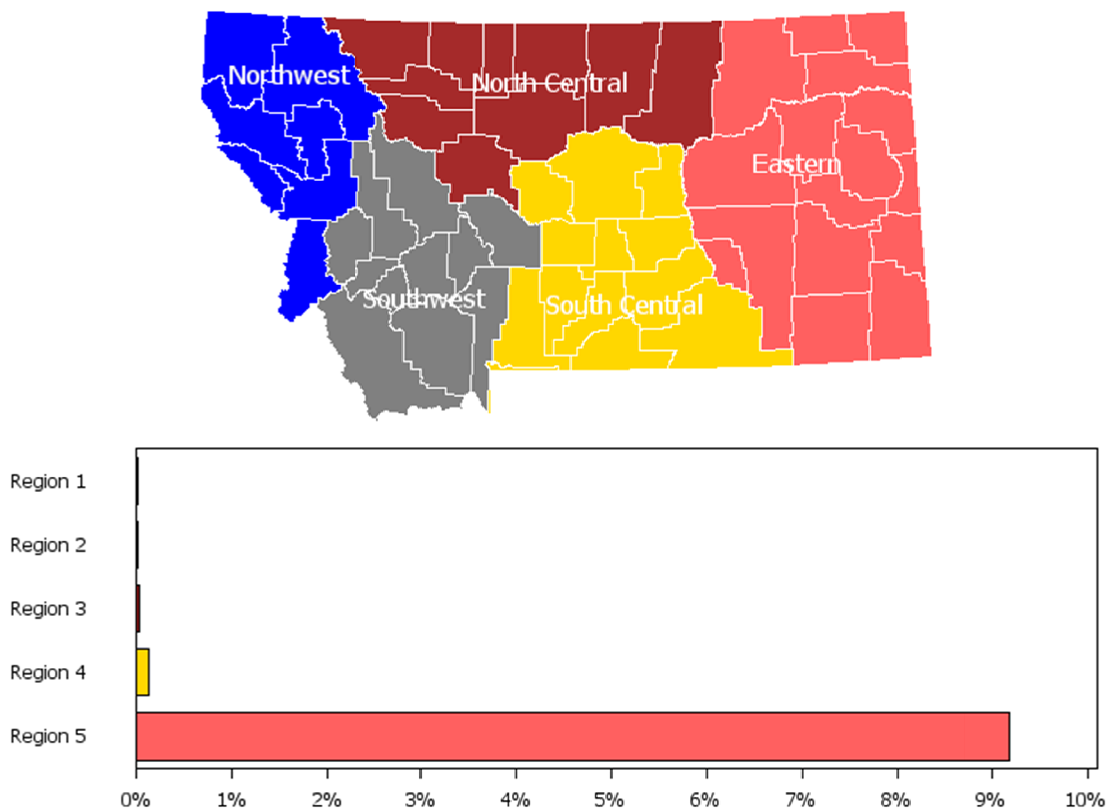 Northwest
North Central
Eastern
Southwest
South Central
Region 1
Region 2
Region 3
Region 4
Region 5
0% 1% 2% 3% 4% 5% 6% 7% 8% 9% 10%